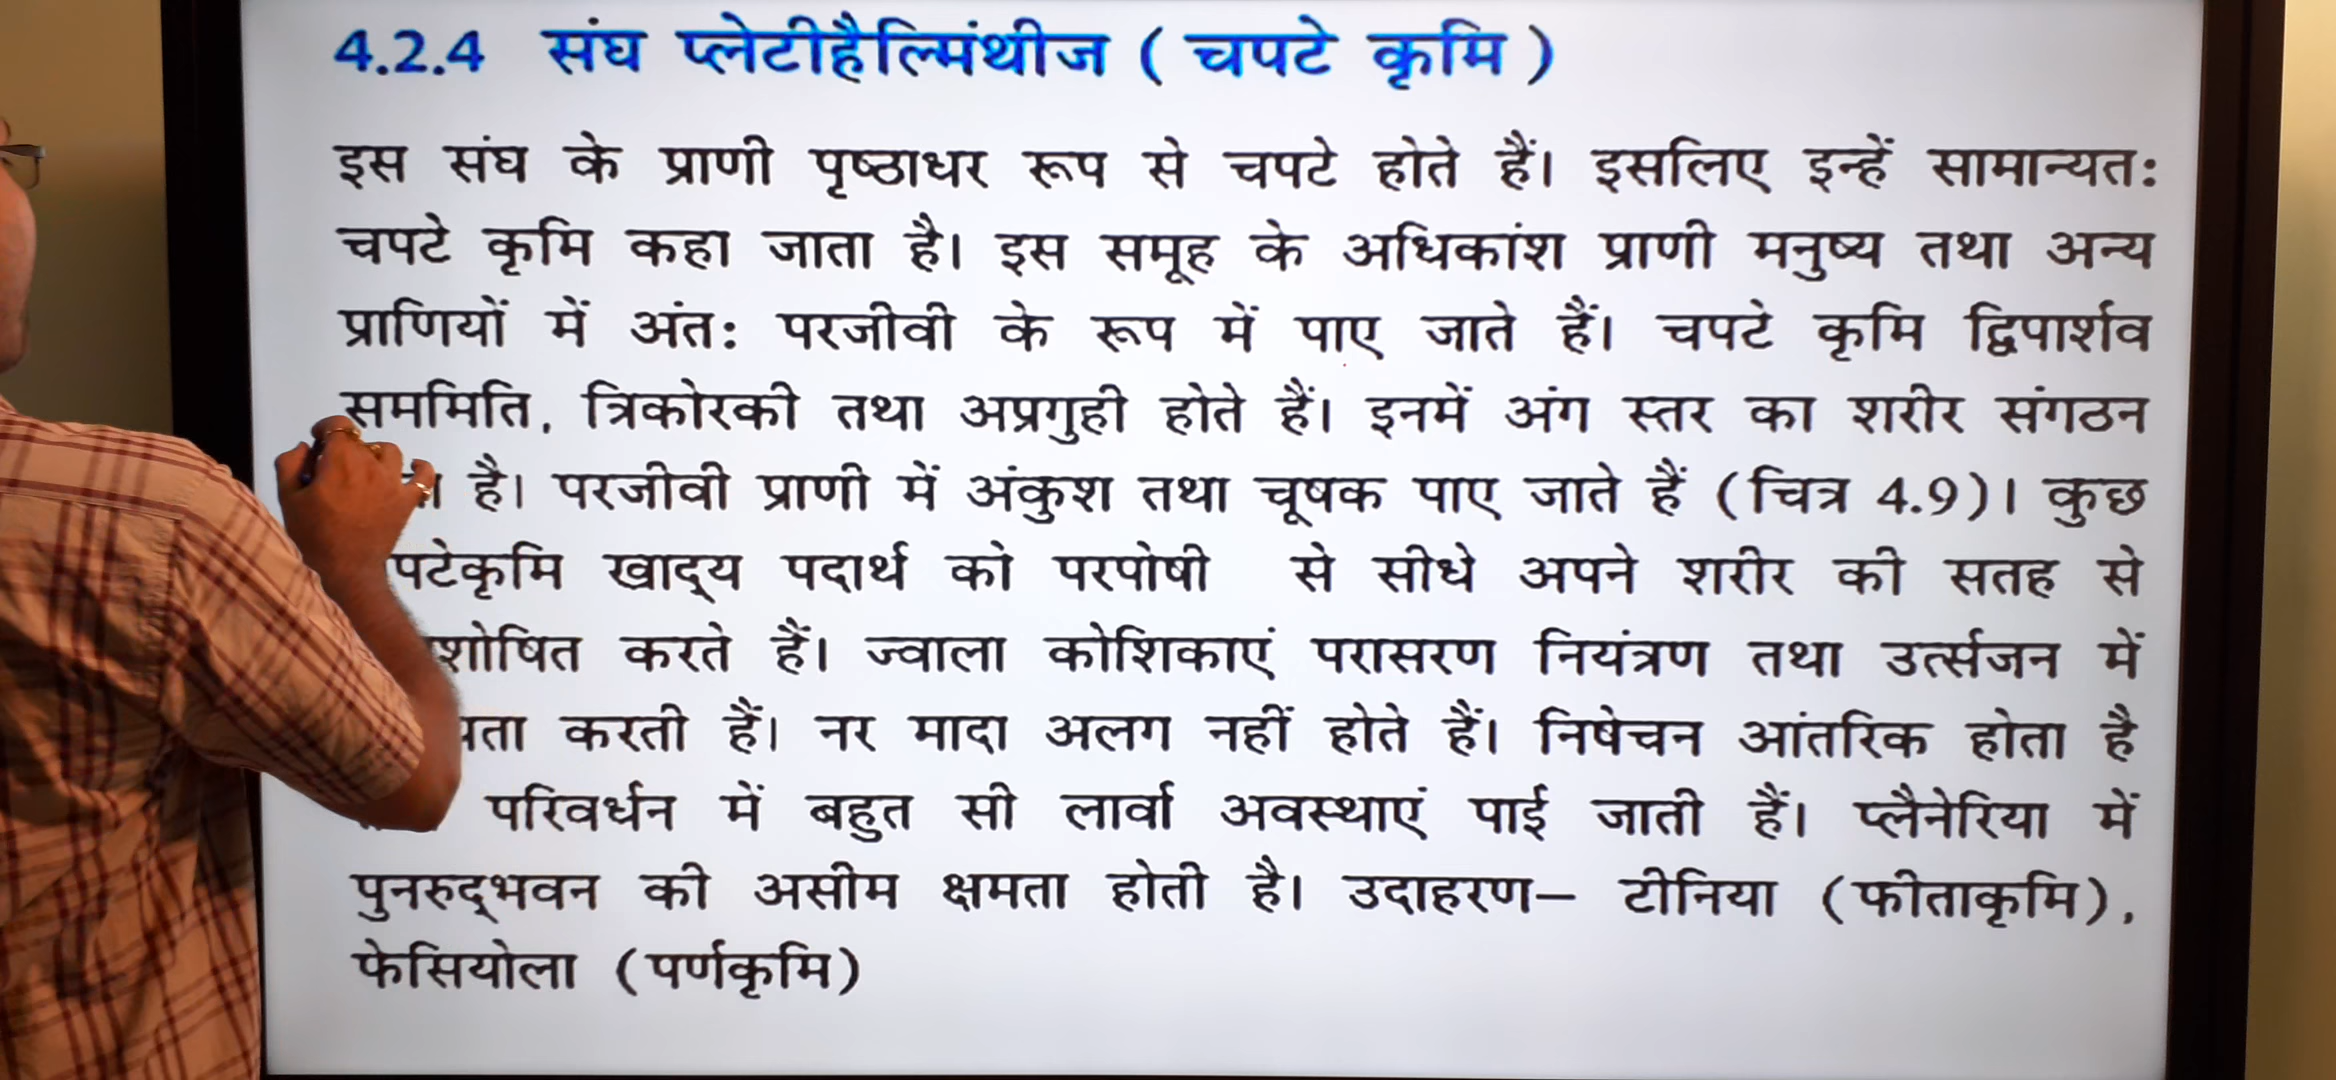 4.2.4 संघ प्लेटीहैल्मिंथीज ( चपटे कृमि )
इस संघ के प्राणी पृष्ठाधर रूप से चपटे होते हैं। इसलिए इन्हें सामान्यतः
चपटे कृमि कहा जाता है। इस समूह के अधिकांश प्राणी मनुष्य तथा अन्य
प्राणियों में अंतः परजीवी के रूप में पाए जाते हैं। चपटे कृमि द्विपार्शव
सममिति, त्रिकोरकी तथा अप्रगुही होते हैं। इनमें अंग स्तर का शरीर संगठन
है। परजीवी प्राणी में अंकुश तथा चूषक पाए जाते हैं (चित्र 4.9)। कुछ
पटेकृमि खाद्य पदार्थ को परपोषी से सीधे अपने शरीर की सतह से
शोषित करते हैं। ज्वाला कोशिकाएं परासरण नियंत्रण तथा उर्त्सजन में
करती हैं। नर मादा अलग नहीं होते हैं। निषेचन आंतरिक होता है
परिवर्धन में बहुत सी लार्वा अवस्थाएं पाई जाती हैं। प्लैनेरिया में
पुनरुद्भवन की असीम क्षमता होती है। उदाहरण– टीनिया (फीताकृमि),
फेसियोला (पर्णकृमि)